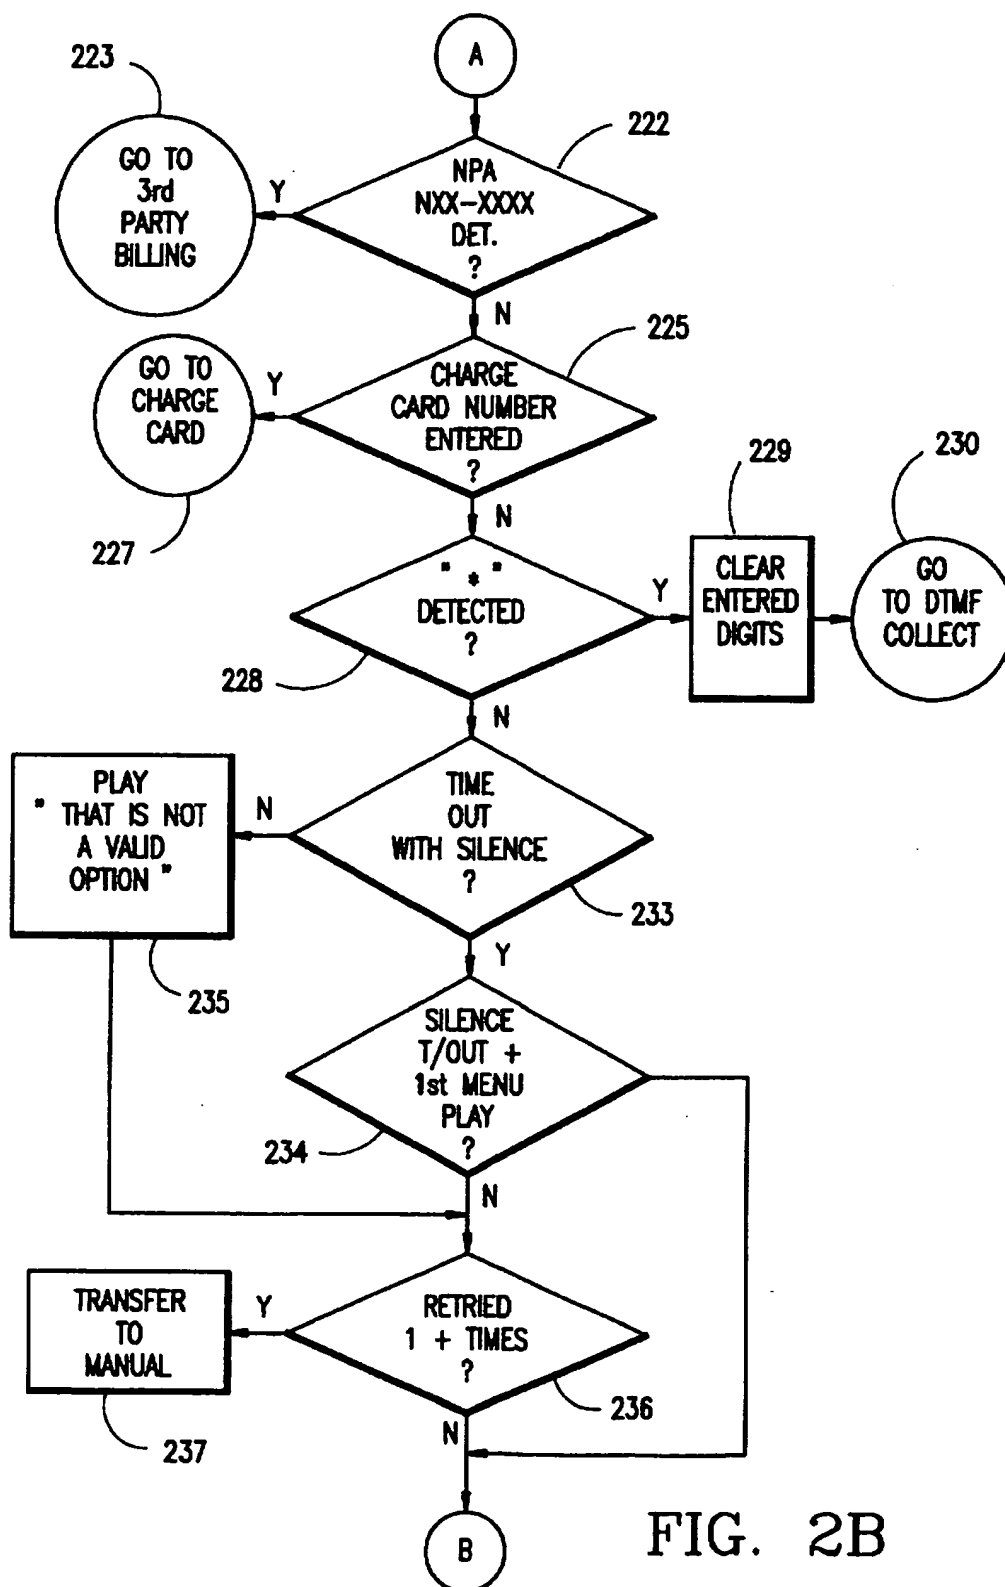 A
223
222
GO TO
3rd
PARTY
BILLING
Y
NPA
NXX-XXXX
DET.
?
N
225
GO TO
CHARGE
CARD
Y
CHARGE
CARD NUMBER
ENTERED
?
227
N
229
230
" * "
DETECTED
?
Y
CLEAR
ENTERED
DIGITS
GO
TO DTMF
COLLECT
228
N
PLAY
" THAT IS NOT
A VALID
OPTION "
N
TIME
OUT
WITH SILENCE
?
233
235
Y
SILENCE
T/OUT +
1st MENU
PLAY
?
234
N
TRANSFER
TO
MANUAL
Y
RETRIED
1 + TIMES
?
236
237
N
B
FIG. 2B